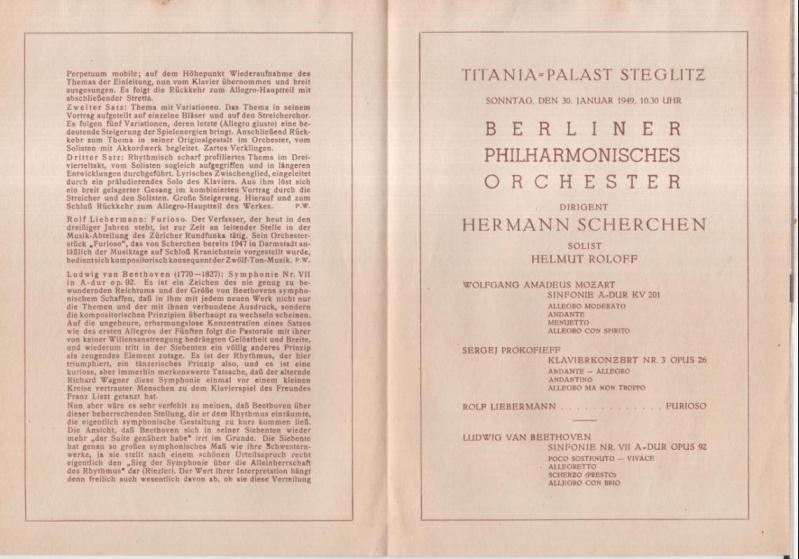 Perpetuum mobile; auf dem Höhepunkt Wiederaufnahme des
Themas der Einleitung, nun vom Klavier übernommen und breit
ausgesungen. Es folgt die Rückkehr zum Allegro-Hauptteil mit
abschließender Stretta.
Zweiter Satz: Thema mit Variationen. Das Thema in seinem
Vortrag aufgeteilt auf einzelne Bläser und auf den Streicherchor.
Es folgen fünf Variationen, deren letzte (Allegro giusto) eine be-
deutende Steigerung der Spielenergien bringt. Anschließend Rück-
kehr zum Thema in seiner Originalgestalt im Orchester, vom
Solisten mit Akkordwerk begleitet. Zartes Verklingen.
Dritter Satz: Rhythmisch scharf profiliertes Thema im Drei-
vierteltakt, vom Solisten sogleich aufgegriffen und in längeren
Entwicklungen durchgeführt. Lyrisches Zwischenglied, eingeleitet
durch ein präludierendes Solo des Klaviers. Aus ihm löst sich
ein breit gelagerter Gesang im kombinierten Vortrag durch die
Streicher und den Solisten. Große Steigerung. Hierauf und zum
Schluß Rückkehr zum Allegro-Hauptteil des Werkes. P.W.
Rolf Liebermann: Furioso. Der Verfasser, der heut in den
dreißiger Jahren steht, ist zur Zeit an leitender Stelle in der
Musik-Abteilung des Züricher Rundfunks tätig. Sein Orchester-
stück „Furioso“, das von Scherchen bereits 1947 in Darmstadt an-
läßlich der Musiktage auf Schloß Kranichstein vorgestellt wurde,
bedient sich kompositorisch konsequent der Zwölf-Ton-Musik. P.W.
Ludwig van Beethoven (1770—1827): Symphonie Nr. VII
in A-dur op. 92. Es ist ein Zeichen des nie genug zu be-
wundernden Reichtums und der Größe von Beethovens sympho-
nischem Schaffen, daß in ihm mit jedem neuen Werk nicht nur
die Themen und der mit ihnen verbundene Ausdruck, sondern
die kompositorischen Prinzipien überhaupt zu wechseln scheinen.
Auf die ungeheure, erbarmungslose Konzentration eines Satzes
wie des ersten Allegros der Fünften folgt die Pastorale mit ihrer
von keiner Willensanstrengung bedrängten Gelöstheit und Breite,
und wiederum tritt in der Siebenten ein völlig anderes Prinzip
als zeugendes Element zutage. Es ist der Rhythmus, der hier
triumphiert, ein tänzerisches Prinzip also, und es ist eine
kuriose, aber immerhin merkenswerte Tatsache, daß der alternde
Richard Wagner diese Symphonie einmal vor einem kleinen
Kreise vertrauter Menschen zu dem Klavierspiel des Freundes
Franz Liszt getanzt hat.
Nun aber wäre es sehr verfehlt zu meinen, daß Beethoven über
dieser beherrschenden Stellung, die er dem Rhythmus einräumte,
die eigentlich symphonische Gestaltung zu kurz kommen ließ.
Die Ansicht, daß Beethoven sich in seiner Siebenten wieder
mehr „der Suite genähert habe“ irrt im Grunde. Die Siebente
hat genau so großes symphonisches Maß wie ihre Schwestern-
werke, ja sie stellt nach einem schönen Urteilsspruch recht
eigentlich den „Sieg der Symphonie über die Alleinherrschaft
des Rhythmus“ dar (Riezler). Der Wert ihrer Interpretation hängt
denn freilich auch wesentlich davon ab, ob sie diese Verteilung
TITANIA-PALAST STEGLITZ
SONNTAG, DEN 30. JANUAR 1949, 10.30 UHR
BERLINER
PHILHARMONISCHES
ORCHESTER
DIRIGENT
HERMANN SCHERCHEN
SOLIST
HELMUT ROLOFF
WOLFGANG AMADEUS MOZART
SINFONIE A-DUR KV 201
ALLEGRO MODERATO
ANDANTE
MENUETTO
ALLEGRO CON SPIRITO
SERGEJ PROKOFIEFF
KLAVIERKONZERT NR. 3 OPUS 26
ANDANTE — ALLEGRO
ANDANTINO
ALLEGRO MA NON TROPPO
ROLF LIEBERMANN . . . . . . . . . . . . . FURIOSO
LUDWIG VAN BEETHOVEN
SINFONIE NR. VII A-DUR OPUS 92
POCO SOSTENUTO — VIVACE
ALLEGRETTO
SCHERZO (PRESTO)
ALLEGRO CON BRIO